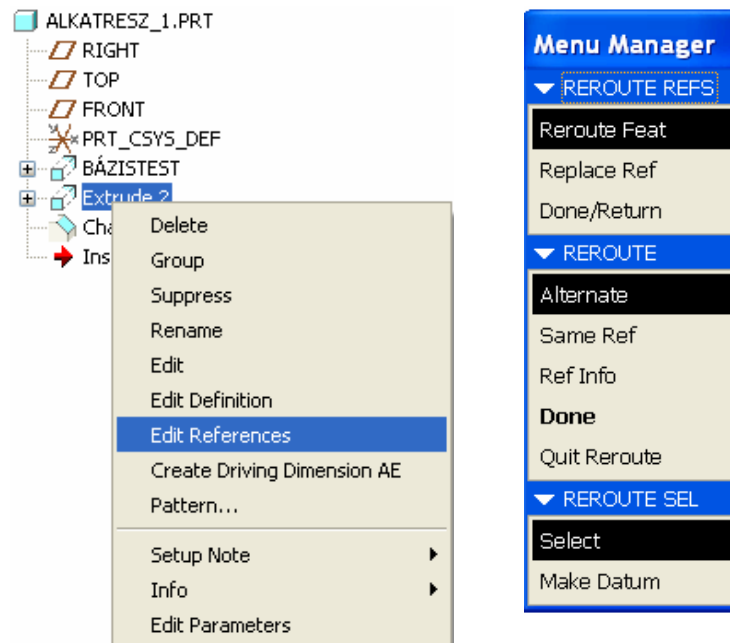 ALKATRESZ_1.PRT
RIGHT
TOP
FRONT
PRT_CSYS_DEF
BÁZISTEST
Extrude 2
Cha
Ins
Delete
Group
Suppress
Rename
Edit
Edit Definition
Edit References
Create Driving Dimension AE
Pattern...
Setup Note
Info
Edit Parameters
Menu Manager
REROUTE REFS
Reroute Feat
Replace Ref
Done/Return
REROUTE
Alternate
Same Ref
Ref Info
Done
Quit Reroute
REROUTE SEL
Select
Make Datum